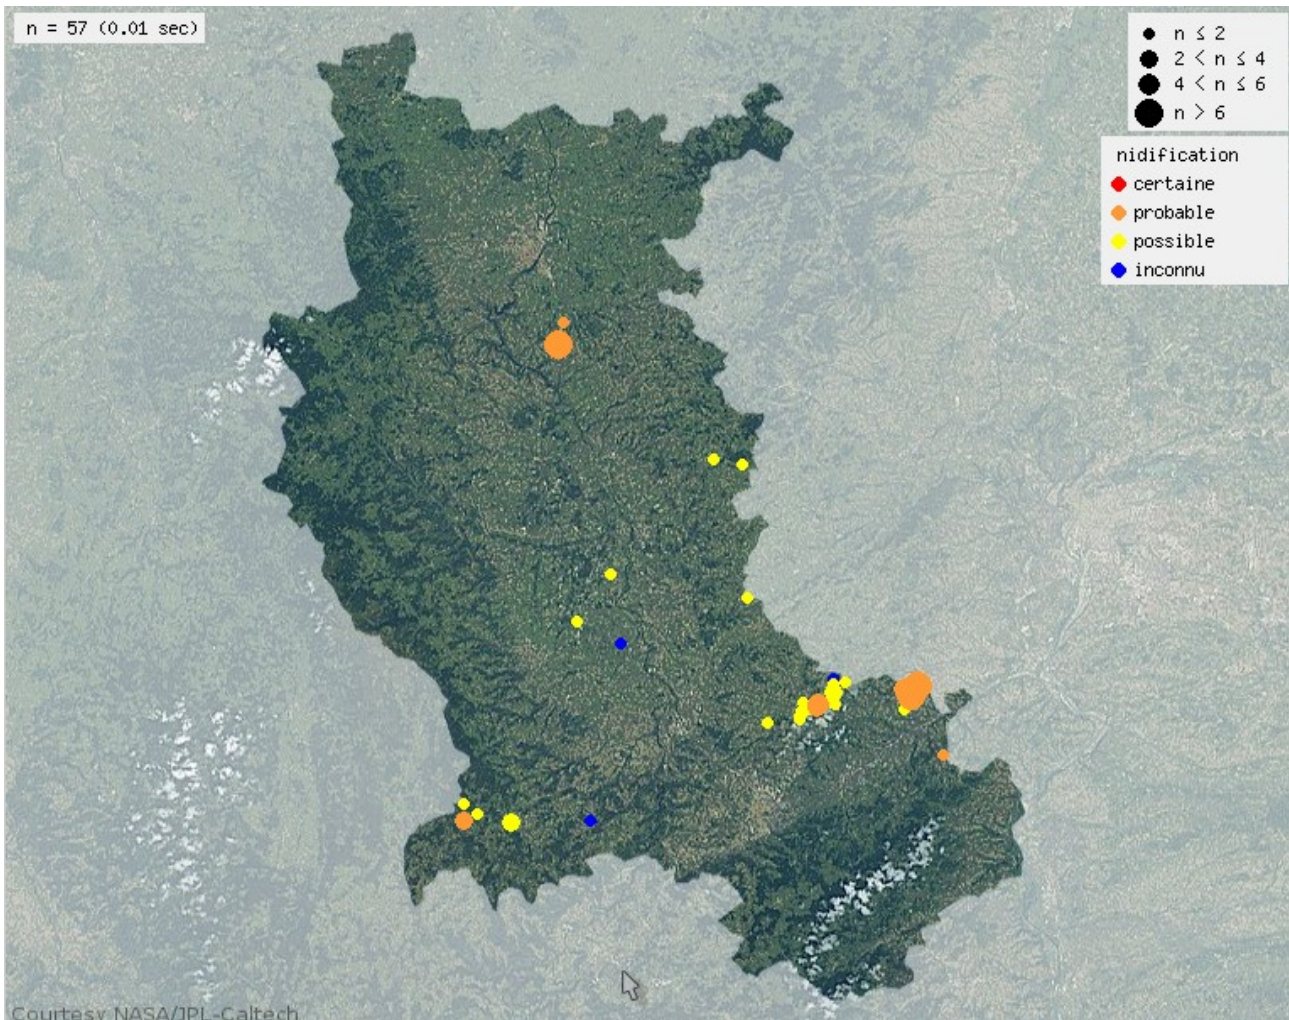 n = 57 (0.01 sec)
n ≤ 2
2 < n ≤ 4
4 < n ≤ 6
n > 6
nidification
certaine
probable
possible
inconnu
Courtesy NASA/JPL-Caltech